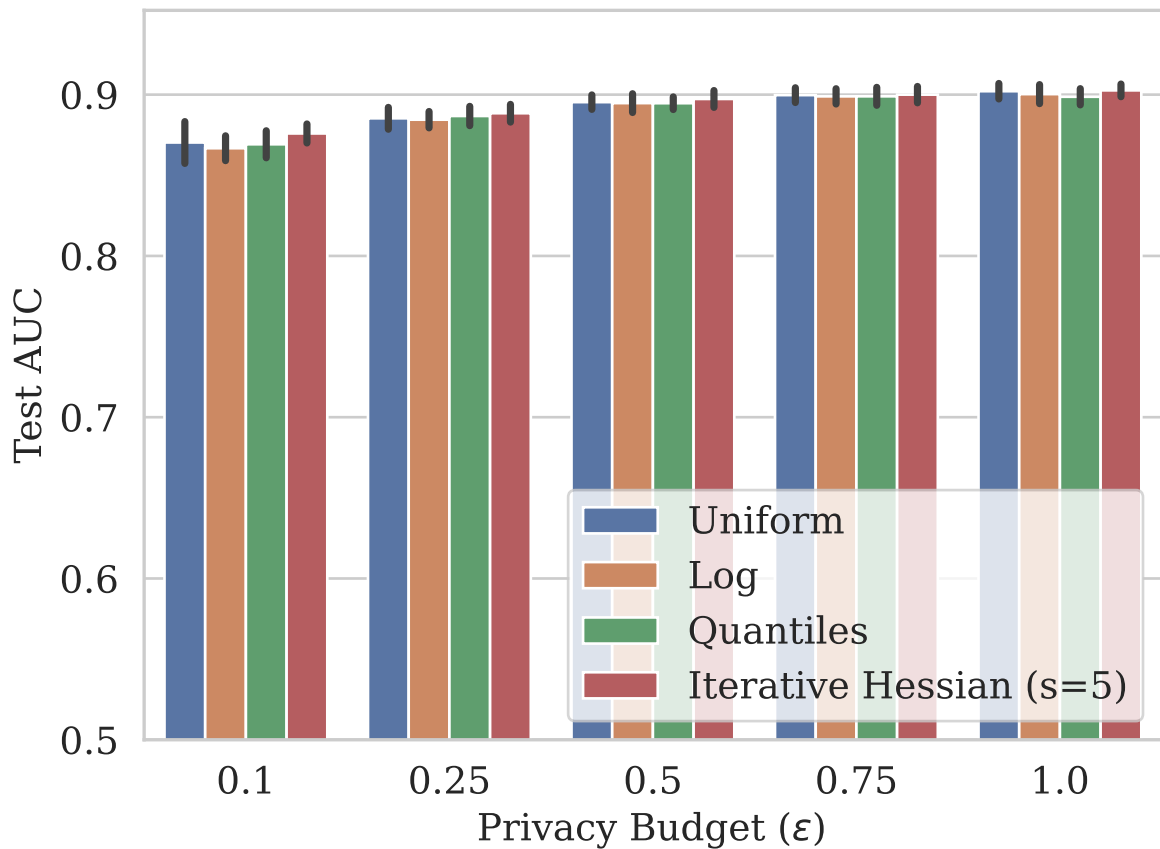 Test AUC
0.9
0.8
0.7
0.6
0.5
Uniform
Log
Quantiles
Iterative Hessian (s=5)
0.1 0.25 0.5 0.75 1.0
Privacy Budget (ε)